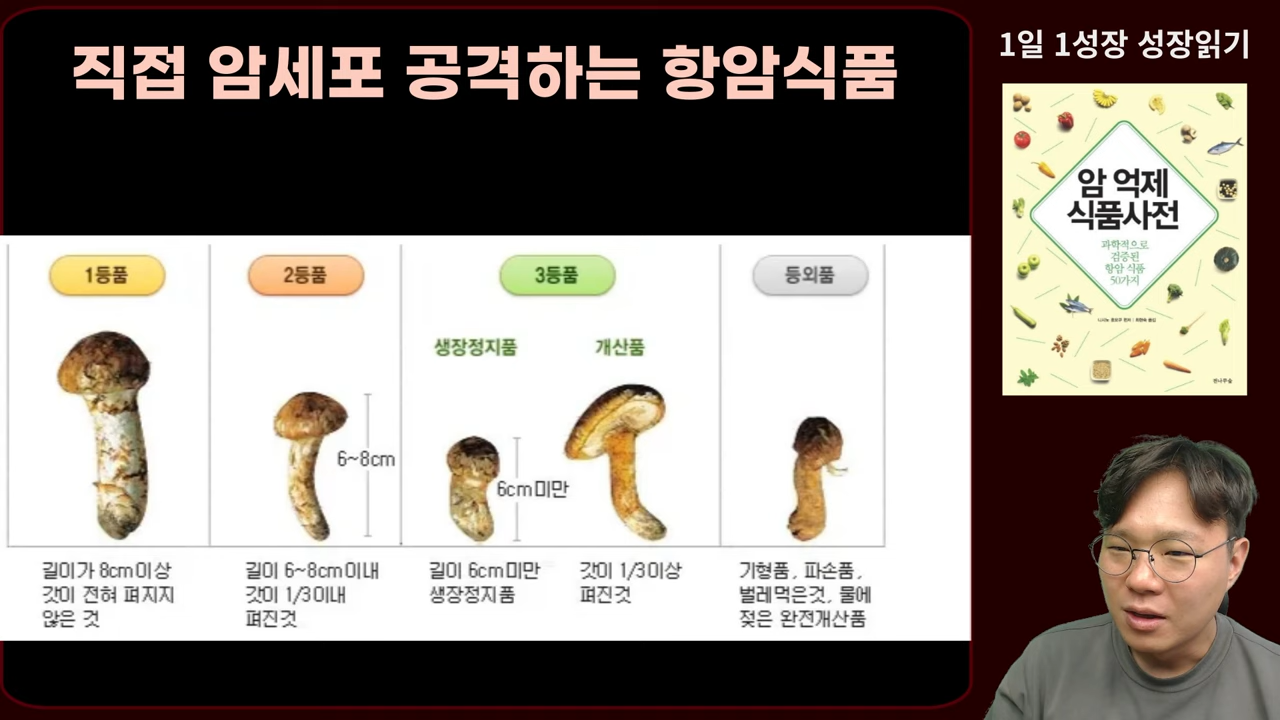 직접 암세포 공격하는 항암식품
1일 1성장 성장읽기
암 억제
식품사전
과학적으로
검증된
항암 식품
50가지
전나무숲
1등품
2등품
3등품
등외품
생장정지품
개산품
6~8cm
6cm미만
길이가 8cm이상
갓이 전혀 펴지지
않은 것
길이 6~8cm이내
갓이 1/3이내
펴진것
길이 6cm미만
생장정지품
갓이 1/3이상
펴진것
기형품, 파손품,
벌레먹은것, 물에
젖은 완전개산품